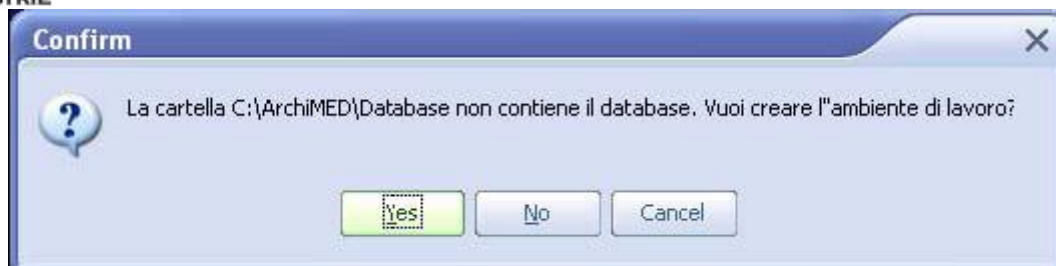 Confirm
La cartella C:\ArchiMED\Database non contiene il database. Vuoi creare l''ambiente di lavoro?
Yes
No
Cancel